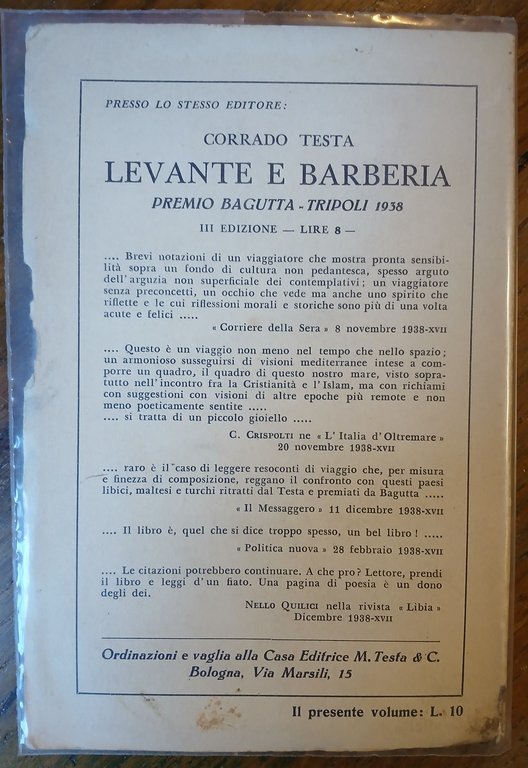 PRESSO LO STESSO EDITORE:
CORRADO TESTA
LEVANTE E BARBERIA
PREMIO BAGUTTA - TRIPOLI 1938
III EDIZIONE — LIRE 8 —
.... Brevi notazioni di un viaggiatore che mostra pronta sensibi-
lità sopra un fondo di cultura non pedantesca, spesso arguto
dell'arguzia non superficiale dei contemplativi; un viaggiatore
senza preconcetti, un occhio che vede ma anche uno spirito che
riflette e le cui riflessioni morali e storiche sono più di una volta
acute e felici .....
« Corriere della Sera » 8 novembre 1938-XVII
.... Questo è un viaggio non meno nel tempo che nello spazio;
un armonioso susseguirsi di visioni mediterranee intese a com-
porre un quadro, il quadro di questo nostro mare, visto sopra-
tutto nell'incontro fra la Cristianità e l'Islam, ma con richiami
con suggestioni con visioni di altre epoche più remote e non
meno poeticamente sentite .....
.... si tratta di un piccolo gioiello .....
C. CRISPOLTI ne « L'Italia d'Oltremare »
20 novembre 1938-XVII
.... raro è il caso di leggere resoconti di viaggio che, per misura
e finezza di composizione, reggano il confronto con questi paesi
libici, maltesi e turchi ritratti dal Testa e premiati da Bagutta .....
« Il Messaggero » 11 dicembre 1938-XVII
.... Il libro è, quel che si dice troppo spesso, un bel libro! .....
« Politica nuova » 28 febbraio 1938-XVII
.... Le citazioni potrebbero continuare. A che pro? Lettore, prendi
il libro e leggi d'un fiato. Una pagina di poesia è un dono
degli dei.
NELLO QUILICI nella rivista « Libia »
Dicembre 1938-XVII
Ordinazioni e vaglia alla Casa Editrice M. Testa & C.
Bologna, Via Marsili, 15
Il presente volume: L. 10